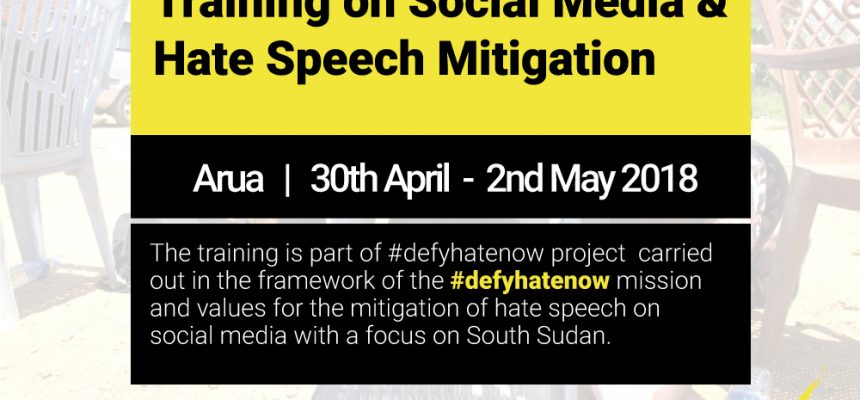 Training on Social Media &
Hate Speech Mitigation
Arua | 30th April - 2nd May 2018
The training is part of #defyhatenow project carried
out in the framework of the #defyhatenow mission
and values for the mitigation of hate speech on
social media with a focus on South Sudan.